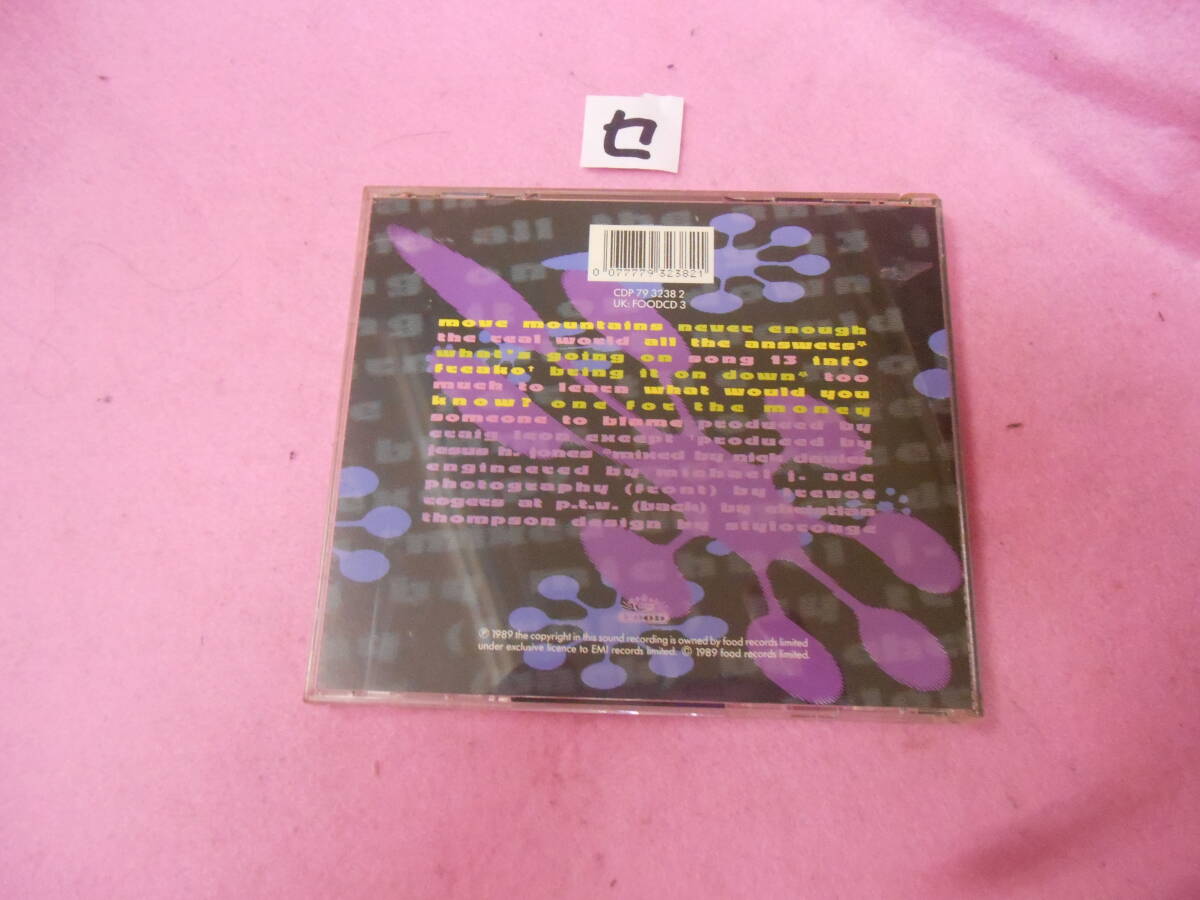 セ
0 077779 323821
CDP 79 3238 2
UK: FOODCD 3
move mountains never enough
the real world all the answers*
what's going on song 13 info
freako† bring it on down* too
much to learn what would you
know? one for the money
someone to blame produced by
craig leon except †produced by
jesus h. jones *mixed by nick davies
engineered by michael j. ade
photography (front) by trevor
rogers at p.t.w. (back) by christian
thompson design by stylorouge
FOOD
℗ 1989 the copyright in this sound recording is owned by food records limited
under exclusive licence to EMI records limited. © 1989 food records limited.